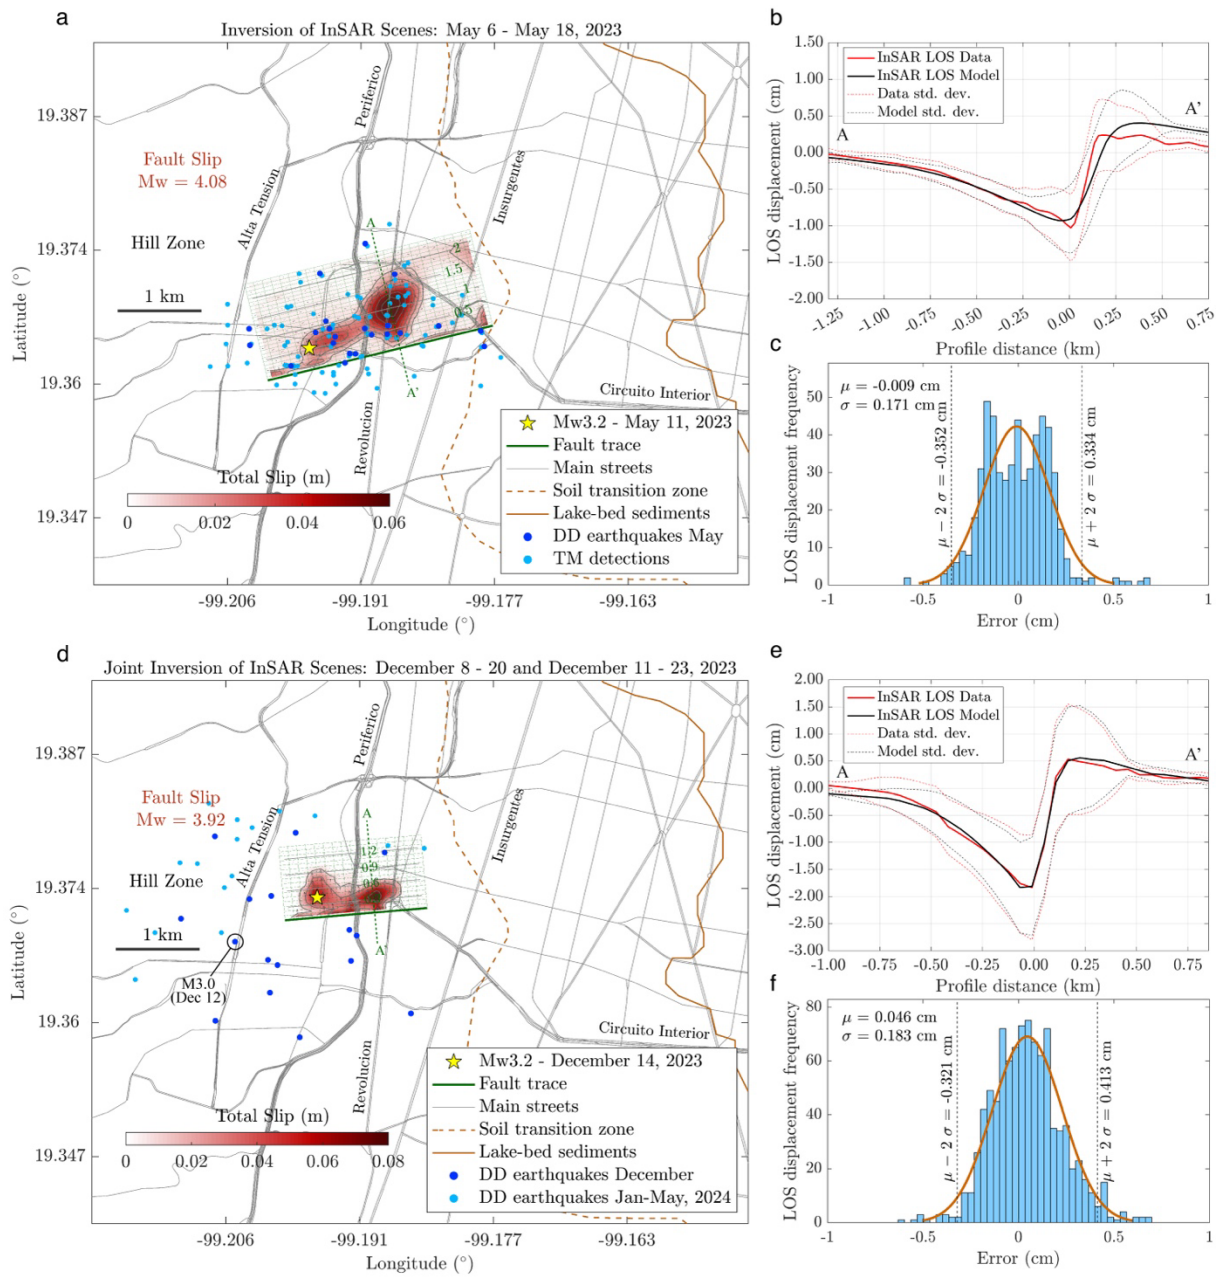 a
Inversion of InSAR Scenes: May 6 - May 18, 2023
19.387
19.374
19.36
19.347
Latitude (°)
-99.206
-99.191
-99.177
-99.163
Longitude (°)
Fault Slip
Mw = 4.08
Hill Zone
1 km
Alta Tension
Periferico
Insurgentes
Revolucion
Circuito Interior
A
A'
2
1.5
1
0.5
Total Slip (m)
0
0.02
0.04
0.06
Mw3.2 - May 11, 2023
Fault trace
Main streets
Soil transition zone
Lake-bed sediments
DD earthquakes May
TM detections
b
1.50
1.00
0.50
0.00
-0.50
-1.00
-1.50
-2.00
LOS displacement (cm)
InSAR LOS Data
InSAR LOS Model
Data std. dev.
Model std. dev.
A
A'
-1.25
-1.00
-0.75
-0.50
-0.25
0.00
0.25
0.50
0.75
Profile distance (km)
c
50
40
30
20
10
0
LOS displacement frequency
μ = -0.009 cm
σ = 0.171 cm
μ − 2 σ = -0.352 cm
μ + 2 σ = 0.334 cm
-1
-0.5
0
0.5
1
Error (cm)
d
Joint Inversion of InSAR Scenes: December 8 - 20 and December 11 - 23, 2023
19.387
19.374
19.36
19.347
Latitude (°)
-99.206
-99.191
-99.177
-99.163
Longitude (°)
Fault Slip
Mw = 3.92
Hill Zone
1 km
M3.0
(Dec 12)
Alta Tension
Periferico
Insurgentes
Revolucion
Circuito Interior
A
A'
1.2
0.9
Total Slip (m)
0
0.02
0.04
0.06
0.08
Mw3.2 - December 14, 2023
Fault trace
Main streets
Soil transition zone
Lake-bed sediments
DD earthquakes December
DD earthquakes Jan-May, 2024
e
2.00
1.50
1.00
0.50
0.00
-0.50
-1.00
-1.50
-2.00
-2.50
-3.00
LOS displacement (cm)
InSAR LOS Data
InSAR LOS Model
Data std. dev.
Model std. dev.
A
A'
-1.00
-0.75
-0.50
-0.25
0.00
0.25
0.50
0.75
Profile distance (km)
f
80
60
40
20
0
LOS displacement frequency
μ = 0.046 cm
σ = 0.183 cm
μ − 2 σ = -0.321 cm
μ + 2 σ = 0.413 cm
-1
-0.5
0
0.5
1
Error (cm)